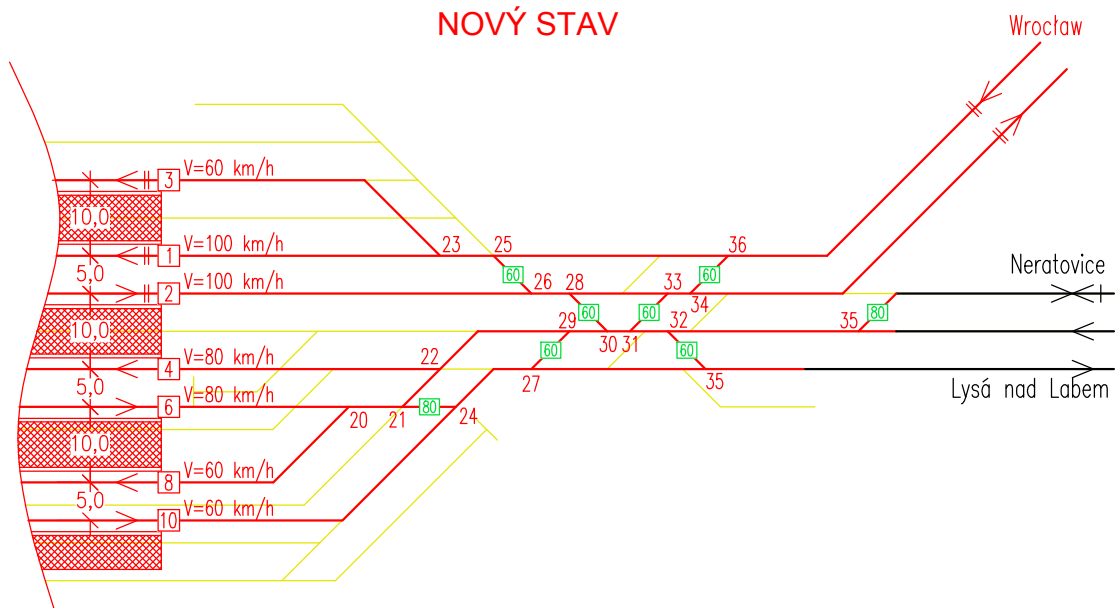 NOVÝ STAV
Wrocław
3 V=60 km/h
10,0
1 V=100 km/h
23 25 36
5,0
60 60
Neratovice
2 V=100 km/h
26 28 33 34
10,0
60 60 80
29 30 31 32 35
22
60 60
4 V=80 km/h
27 35
5,0
Lysá nad Labem
6 V=80 km/h
80
20 21 24
10,0
8 V=60 km/h
5,0
10 V=60 km/h